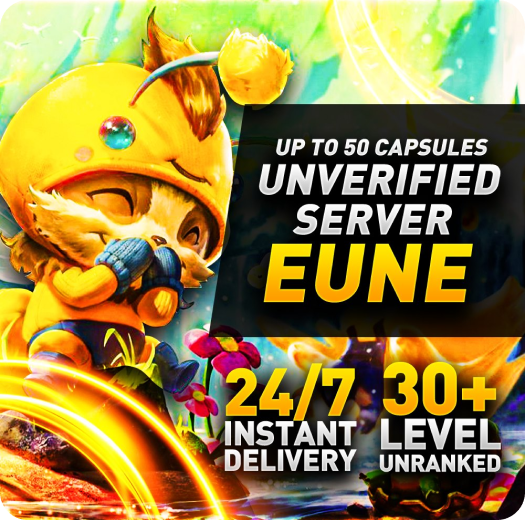 UP TO 50 CAPSULES
UNVERIFIED
SERVER
EUNE
24/7
INSTANT
DELIVERY
30+
LEVEL
UNRANKED